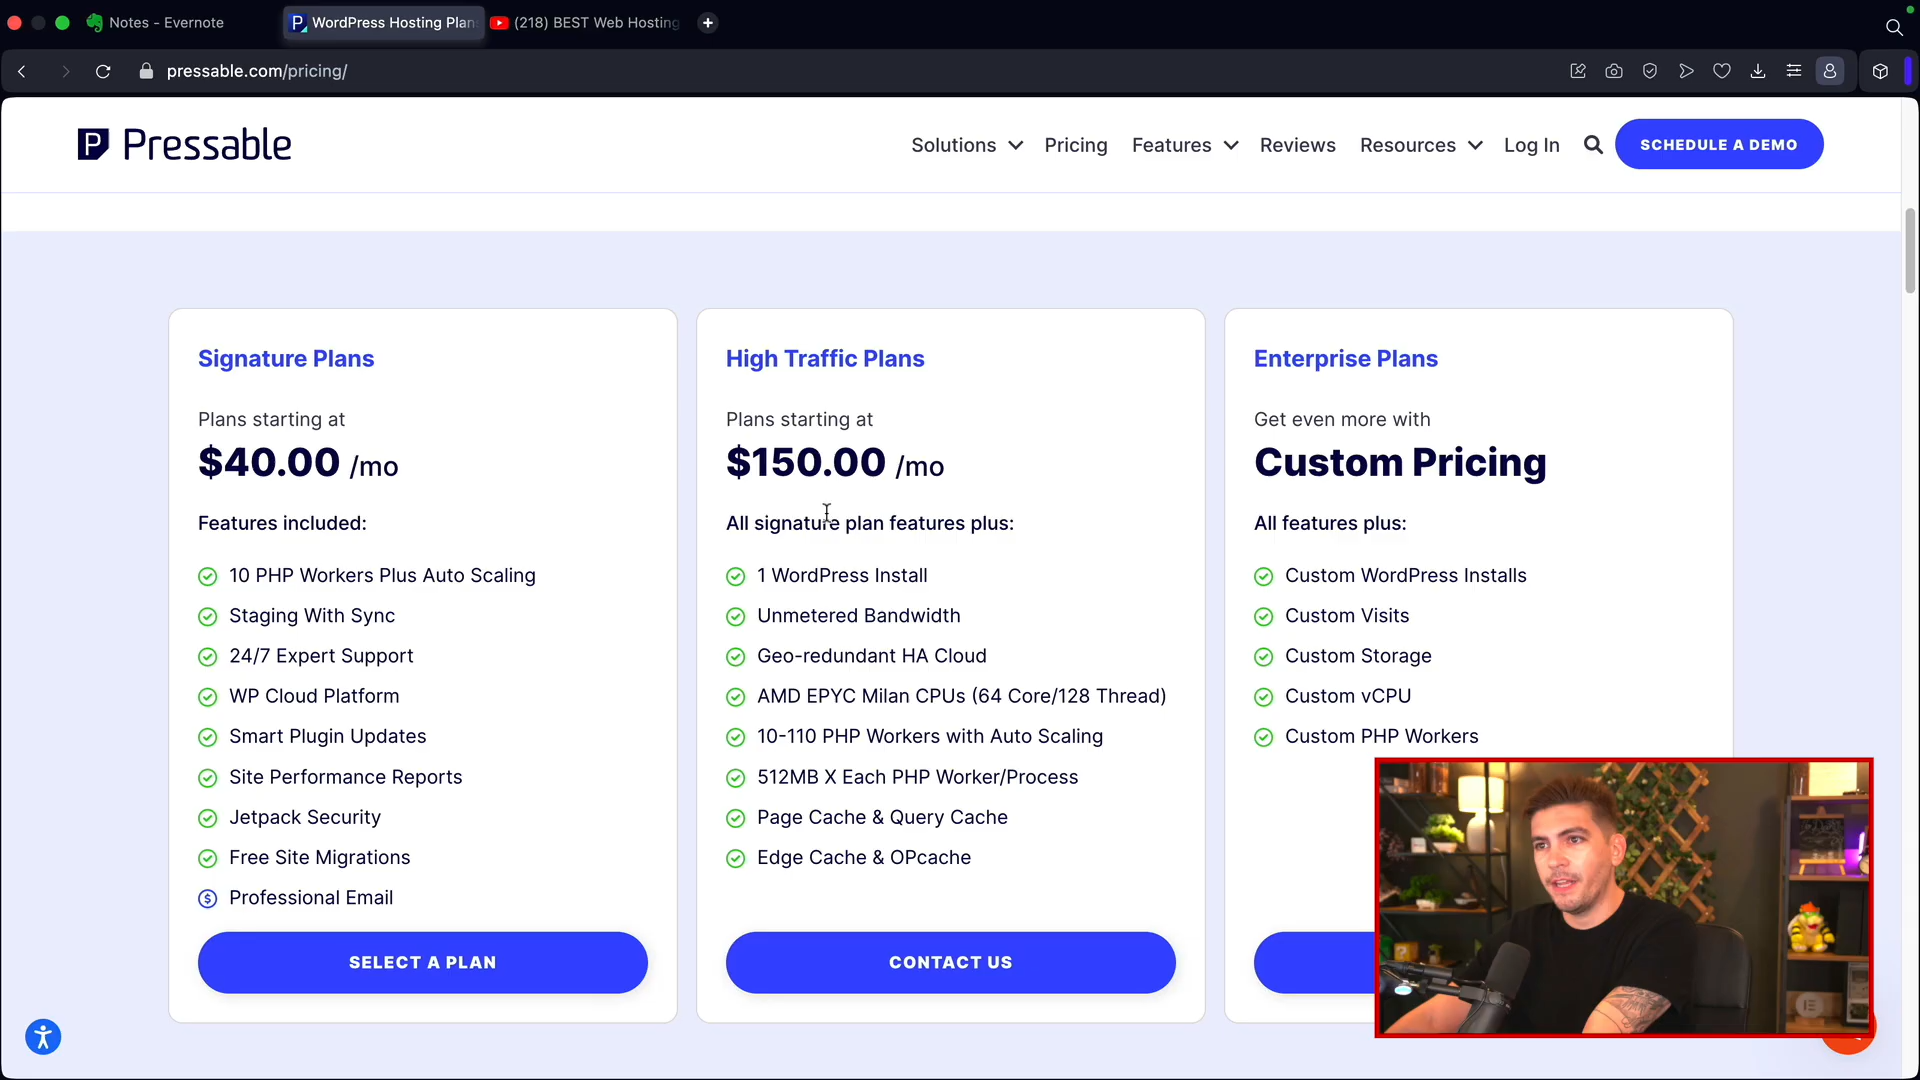 Notes - Evernote
WordPress Hosting Plan
(218) BEST Web Hosting
pressable.com/pricing/
P Pressable
Solutions
Pricing
Features
Reviews
Resources
Log In
SCHEDULE A DEMO
Signature Plans
Plans starting at
$40.00 /mo
Features included:
10 PHP Workers Plus Auto Scaling
Staging With Sync
24/7 Expert Support
WP Cloud Platform
Smart Plugin Updates
Site Performance Reports
Jetpack Security
Free Site Migrations
Professional Email
SELECT A PLAN
High Traffic Plans
Plans starting at
$150.00 /mo
All signature plan features plus:
1 WordPress Install
Unmetered Bandwidth
Geo-redundant HA Cloud
AMD EPYC Milan CPUs (64 Core/128 Thread)
10-110 PHP Workers with Auto Scaling
512MB X Each PHP Worker/Process
Page Cache & Query Cache
Edge Cache & OPcache
CONTACT US
Enterprise Plans
Get even more with
Custom Pricing
All features plus:
Custom WordPress Installs
Custom Visits
Custom Storage
Custom vCPU
Custom PHP Workers